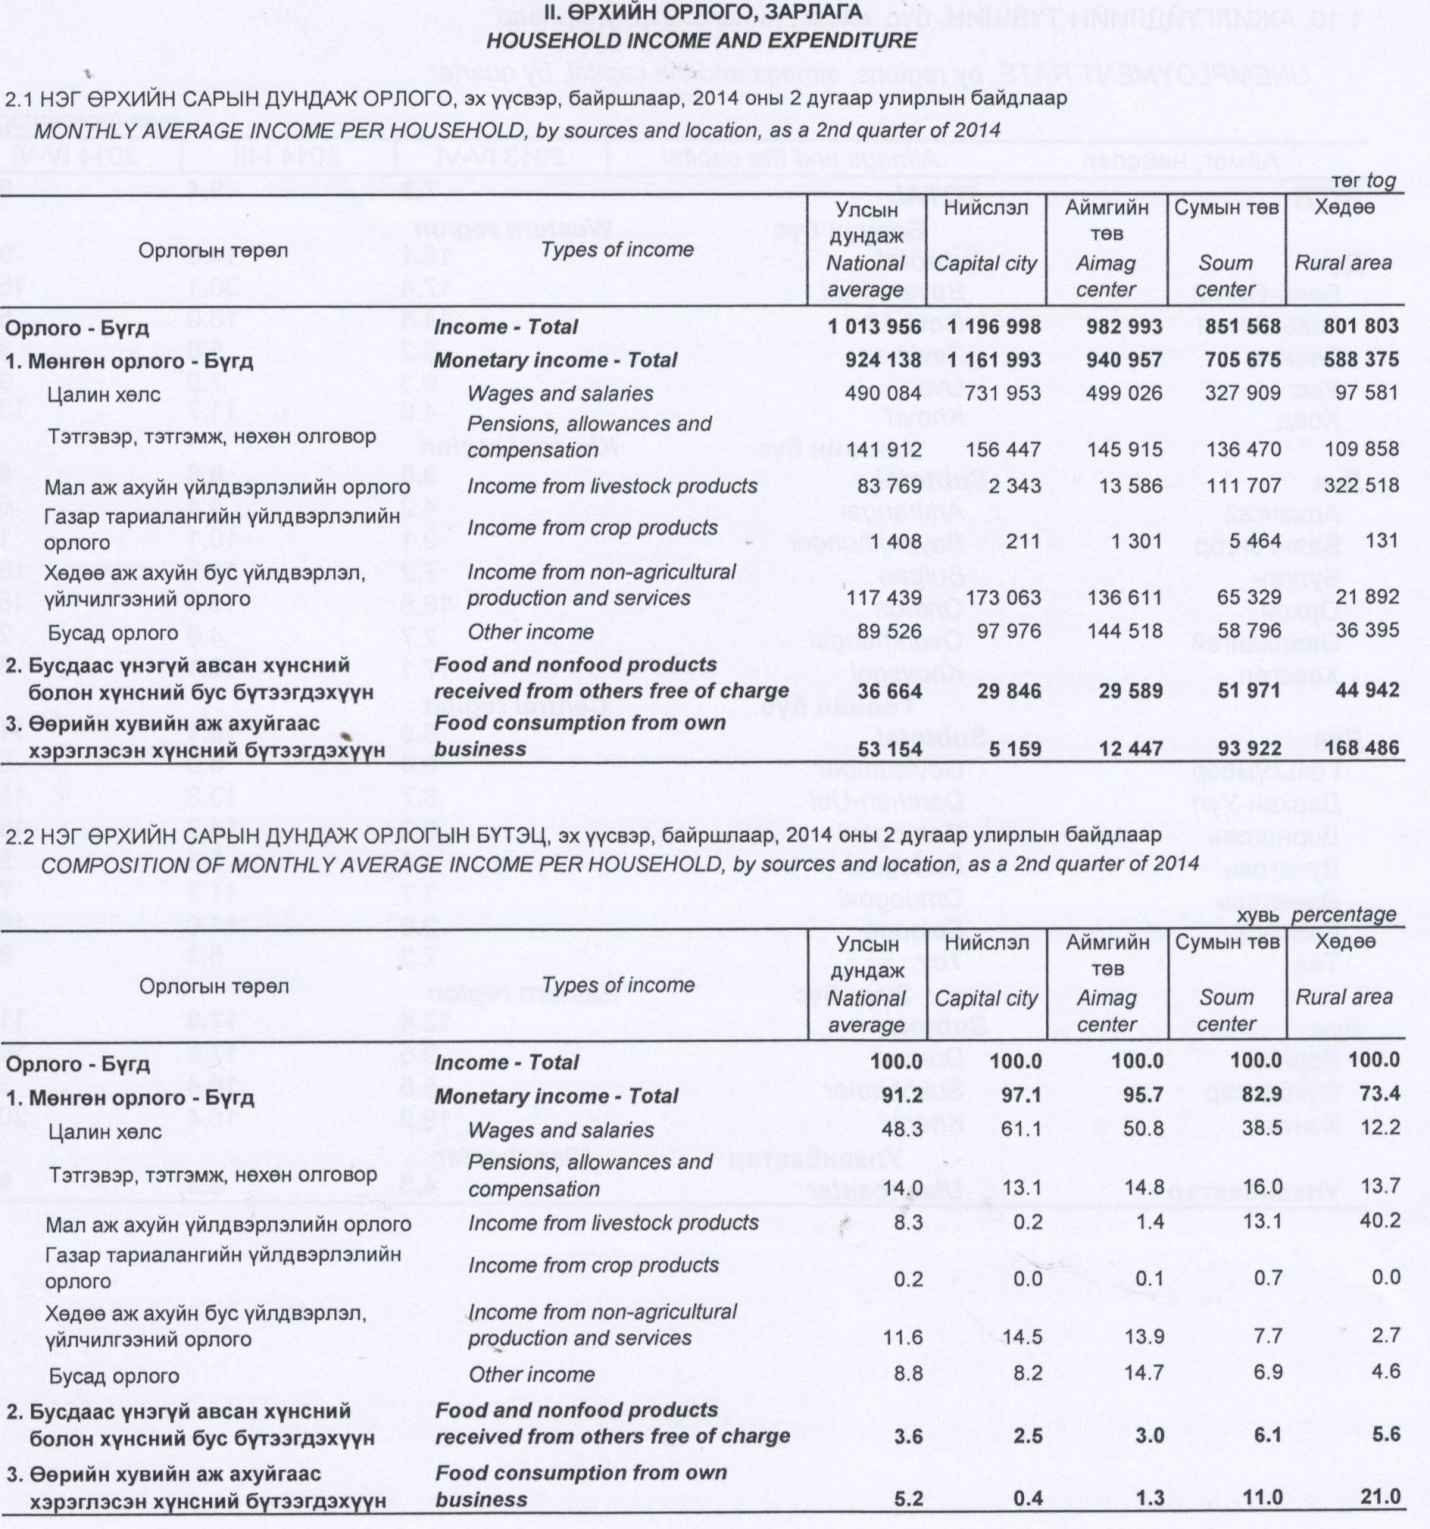 II. ӨРХИЙН ОРЛОГО, ЗАРЛАГА
HOUSEHOLD INCOME AND EXPENDITURE
2.1 НЭГ ӨРХИЙН САРЫН ДУНДАЖ ОРЛОГО, эх үүсвэр, байршлаар, 2014 оны 2 дугаар улирлын байдлаар
MONTHLY AVERAGE INCOME PER HOUSEHOLD, by sources and location, as a 2nd quarter of 2014
төг tog
Орлогын төрөл Types of income Улсын дундаж National average Нийслэл Capital city Аймгийн төв Aimag center Сумын төв Soum center Хөдөө Rural area
Орлого - Бүгд Income - Total 1 013 956 1 196 998 982 993 851 568 801 803
1. Мөнгөн орлого - Бүгд Monetary income - Total 924 138 1 161 993 940 957 705 675 588 375
Цалин хөлс Wages and salaries 490 084 731 953 499 026 327 909 97 581
Тэтгэвэр, тэтгэмж, нөхөн олговор Pensions, allowances and compensation 141 912 156 447 145 915 136 470 109 858
Мал аж ахуйн үйлдвэрлэлийн орлого Income from livestock products 83 769 2 343 13 586 111 707 322 518
Газар тариалангийн үйлдвэрлэлийн орлого Income from crop products 1 408 211 1 301 5 464 131
Хөдөө аж ахуйн бус үйлдвэрлэл, үйлчилгээний орлого Income from non-agricultural production and services 117 439 173 063 136 611 65 329 21 892
Бусад орлого Other income 89 526 97 976 144 518 58 796 36 395
2. Бусдаас үнэгүй авсан хүнсний болон хүнсний бус бүтээгдэхүүн Food and nonfood products received from others free of charge 36 664 29 846 29 589 51 971 44 942
3. Өөрийн хувийн аж ахуйгаас хэрэглэсэн хүнсний бүтээгдэхүүн Food consumption from own business 53 154 5 159 12 447 93 922 168 486
2.2 НЭГ ӨРХИЙН САРЫН ДУНДАЖ ОРЛОГЫН БҮТЭЦ, эх үүсвэр, байршлаар, 2014 оны 2 дугаар улирлын байдлаар
COMPOSITION OF MONTHLY AVERAGE INCOME PER HOUSEHOLD, by sources and location, as a 2nd quarter of 2014
хувь percentage
Орлогын төрөл Types of income Улсын дундаж National average Нийслэл Capital city Аймгийн төв Aimag center Сумын төв Soum center Хөдөө Rural area
Орлого - Бүгд Income - Total 100.0 100.0 100.0 100.0 100.0
1. Мөнгөн орлого - Бүгд Monetary income - Total 91.2 97.1 95.7 82.9 73.4
Цалин хөлс Wages and salaries 48.3 61.1 50.8 38.5 12.2
Тэтгэвэр, тэтгэмж, нөхөн олговор Pensions, allowances and compensation 14.0 13.1 14.8 16.0 13.7
Мал аж ахуйн үйлдвэрлэлийн орлого Income from livestock products 8.3 0.2 1.4 13.1 40.2
Газар тариалангийн үйлдвэрлэлийн орлого Income from crop products 0.2 0.0 0.1 0.7 0.0
Хөдөө аж ахуйн бус үйлдвэрлэл, үйлчилгээний орлого Income from non-agricultural production and services 11.6 14.5 13.9 7.7 2.7
Бусад орлого Other income 8.8 8.2 14.7 6.9 4.6
2. Бусдаас үнэгүй авсан хүнсний болон хүнсний бус бүтээгдэхүүн Food and nonfood products received from others free of charge 3.6 2.5 3.0 6.1 5.6
3. Өөрийн хувийн аж ахуйгаас хэрэглэсэн хүнсний бүтээгдэхүүн Food consumption from own business 5.2 0.4 1.3 11.0 21.0